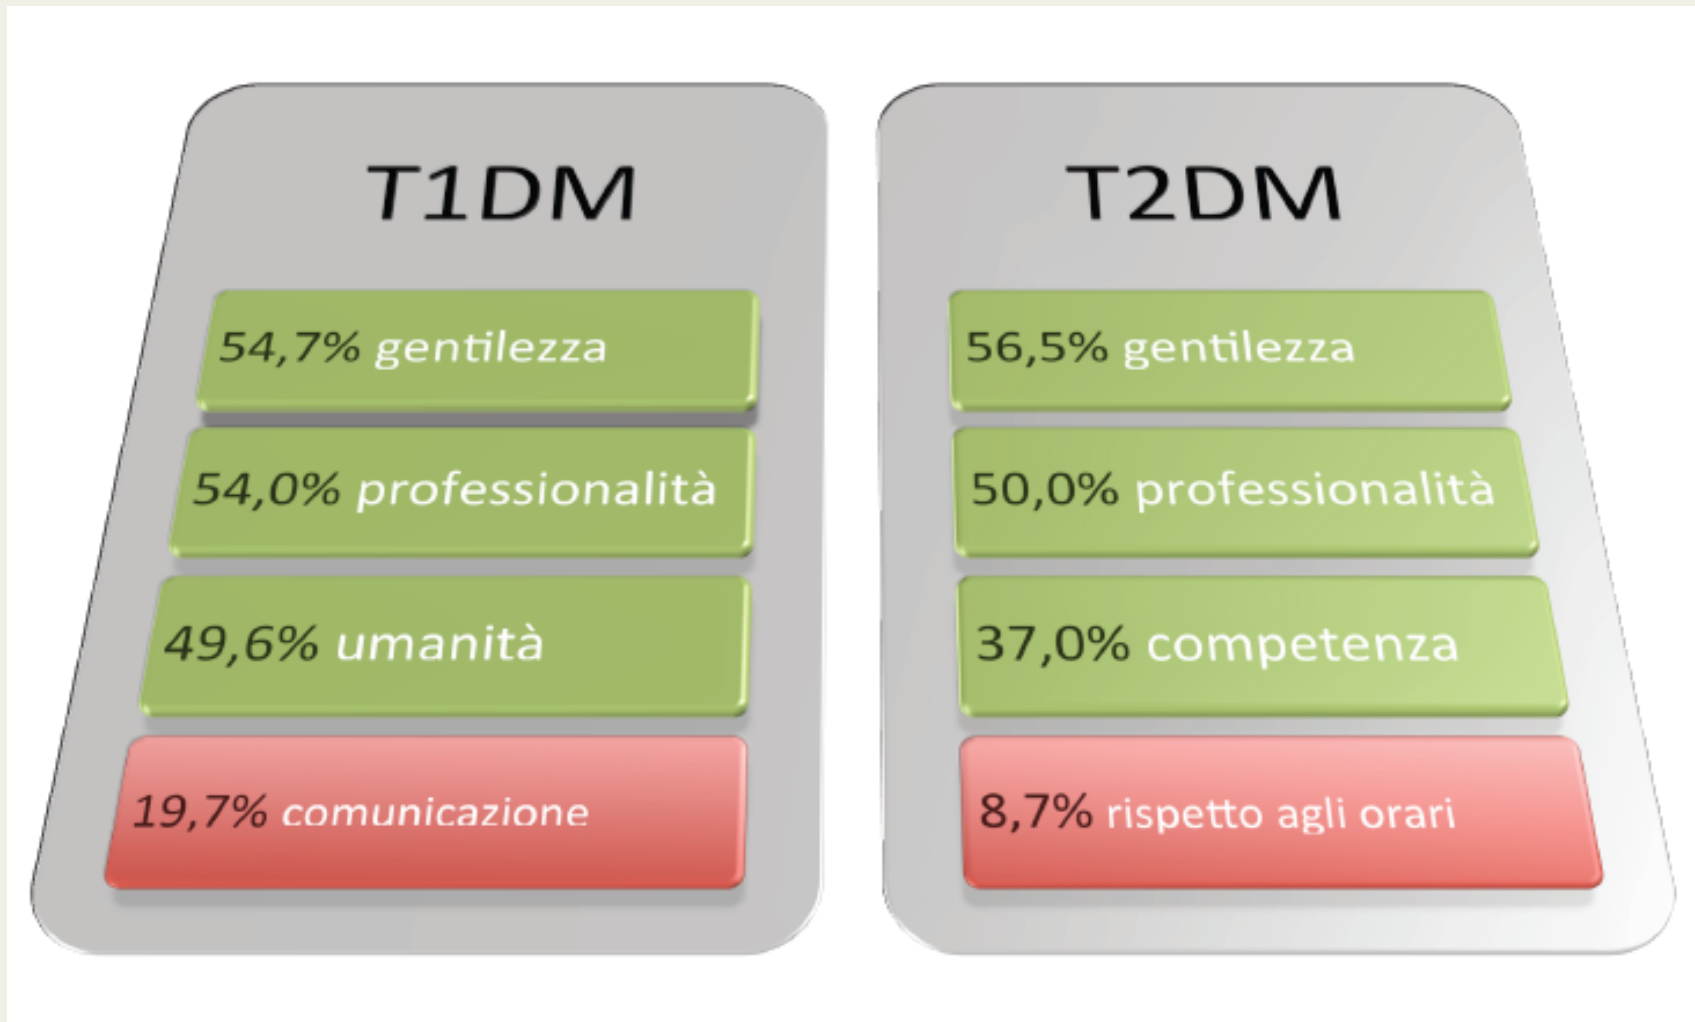 T1DM
54,7% gentilezza
54,0% professionalità
49,6% umanità
19,7% comunicazione
T2DM
56,5% gentilezza
50,0% professionalità
37,0% competenza
8,7% rispetto agli orari